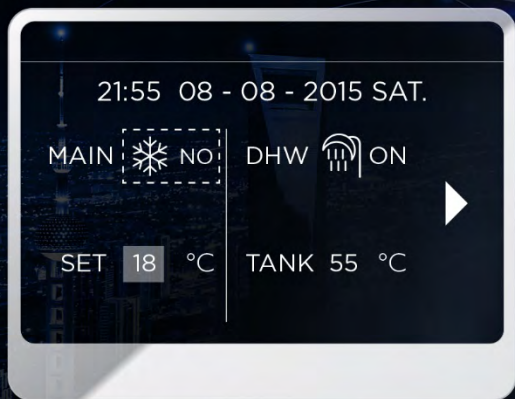 21:55 08 - 08 - 2015 SAT.
MAIN NO DHW ON
SET 18 °C TANK 55 °C